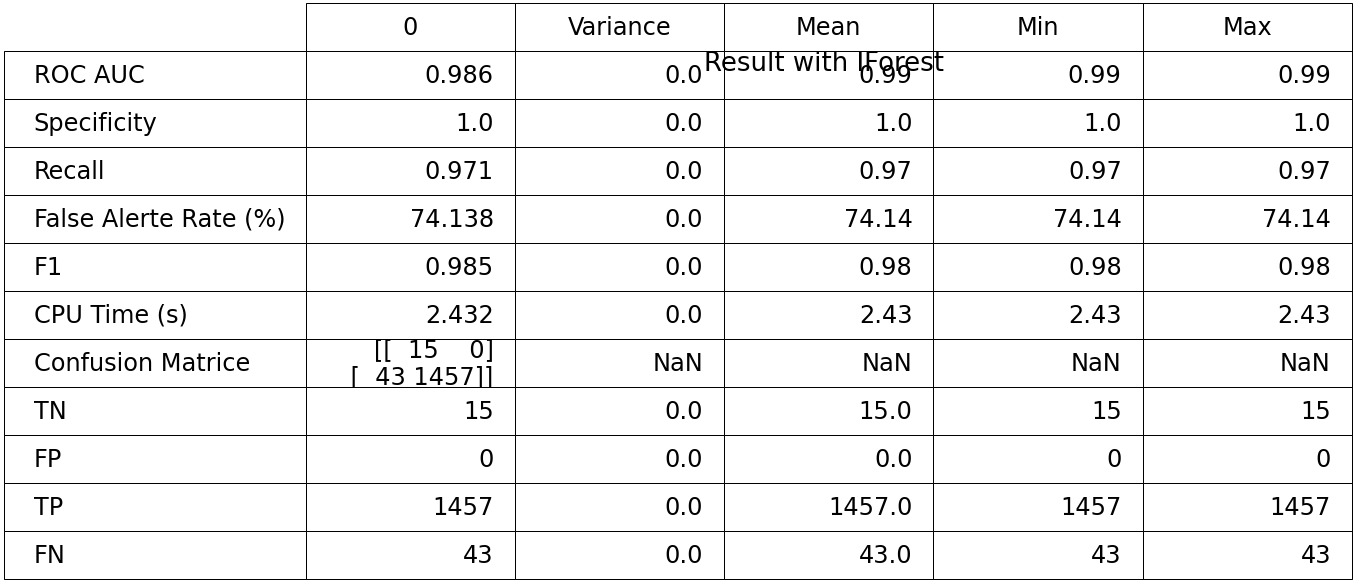 0 Variance Mean Min Max
Result with IForest
ROC AUC 0.986 0.0 0.99 0.99 0.99
Specificity 1.0 0.0 1.0 1.0 1.0
Recall 0.971 0.0 0.97 0.97 0.97
False Alerte Rate (%) 74.138 0.0 74.14 74.14 74.14
F1 0.985 0.0 0.98 0.98 0.98
CPU Time (s) 2.432 0.0 2.43 2.43 2.43
[[ 15 0]
Confusion Matrice NaN NaN NaN NaN
[ 43 1457]]
TN 15 0.0 15.0 15 15
FP 0 0.0 0.0 0 0
TP 1457 0.0 1457.0 1457 1457
FN 43 0.0 43.0 43 43